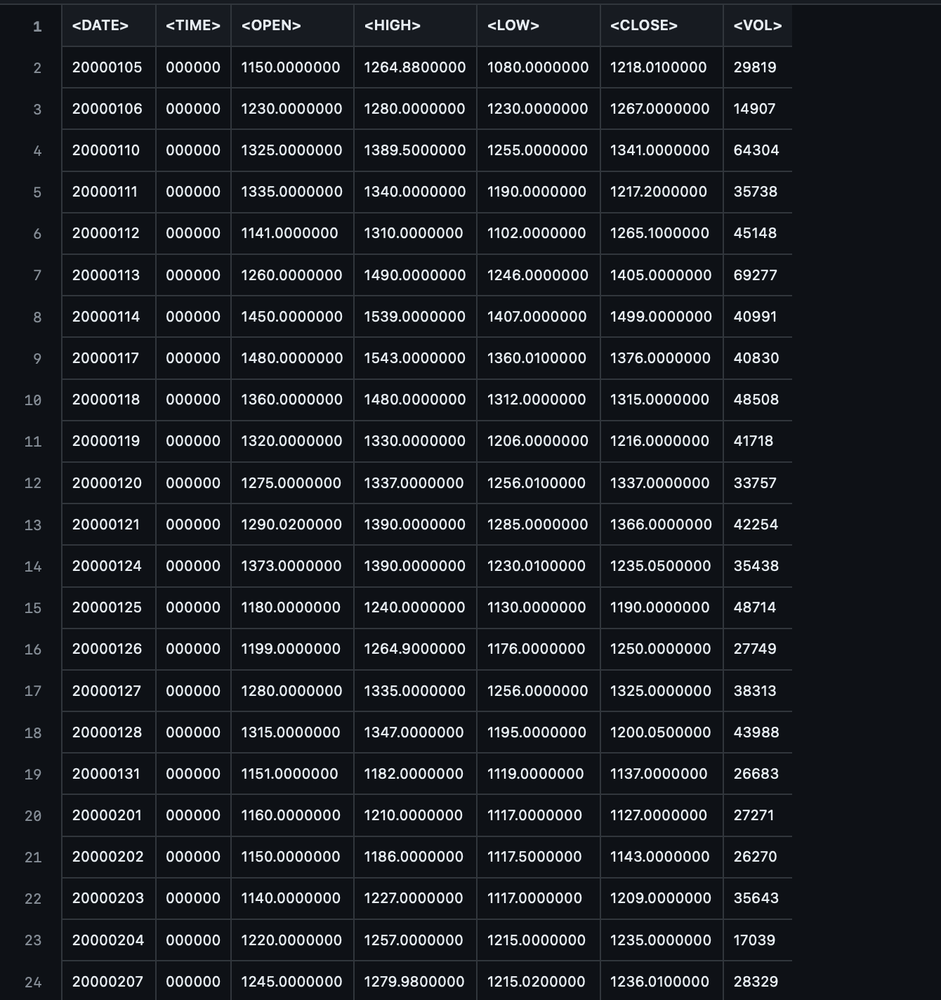 1 <DATE> <TIME> <OPEN> <HIGH> <LOW> <CLOSE> <VOL>
2 20000105 000000 1150.0000000 1264.8800000 1080.0000000 1218.0100000 29819
3 20000106 000000 1230.0000000 1280.0000000 1230.0000000 1267.0000000 14907
4 20000110 000000 1325.0000000 1389.5000000 1255.0000000 1341.0000000 64304
5 20000111 000000 1335.0000000 1340.0000000 1190.0000000 1217.2000000 35738
6 20000112 000000 1141.0000000 1310.0000000 1102.0000000 1265.1000000 45148
7 20000113 000000 1260.0000000 1490.0000000 1246.0000000 1405.0000000 69277
8 20000114 000000 1450.0000000 1539.0000000 1407.0000000 1499.0000000 40991
9 20000117 000000 1480.0000000 1543.0000000 1360.0100000 1376.0000000 40830
10 20000118 000000 1360.0000000 1480.0000000 1312.0000000 1315.0000000 48508
11 20000119 000000 1320.0000000 1330.0000000 1206.0000000 1216.0000000 41718
12 20000120 000000 1275.0000000 1337.0000000 1256.0100000 1337.0000000 33757
13 20000121 000000 1290.0200000 1390.0000000 1285.0000000 1366.0000000 42254
14 20000124 000000 1373.0000000 1390.0000000 1230.0100000 1235.0500000 35438
15 20000125 000000 1180.0000000 1240.0000000 1130.0000000 1190.0000000 48714
16 20000126 000000 1199.0000000 1264.9000000 1176.0000000 1250.0000000 27749
17 20000127 000000 1280.0000000 1335.0000000 1256.0000000 1325.0000000 38313
18 20000128 000000 1315.0000000 1347.0000000 1195.0000000 1200.0500000 43988
19 20000131 000000 1151.0000000 1182.0000000 1119.0000000 1137.0000000 26683
20 20000201 000000 1160.0000000 1210.0000000 1117.0000000 1127.0000000 27271
21 20000202 000000 1150.0000000 1186.0000000 1117.5000000 1143.0000000 26270
22 20000203 000000 1140.0000000 1227.0000000 1117.0000000 1209.0000000 35643
23 20000204 000000 1220.0000000 1257.0000000 1215.0000000 1235.0000000 17039
24 20000207 000000 1245.0000000 1279.9800000 1215.0200000 1236.0100000 28329